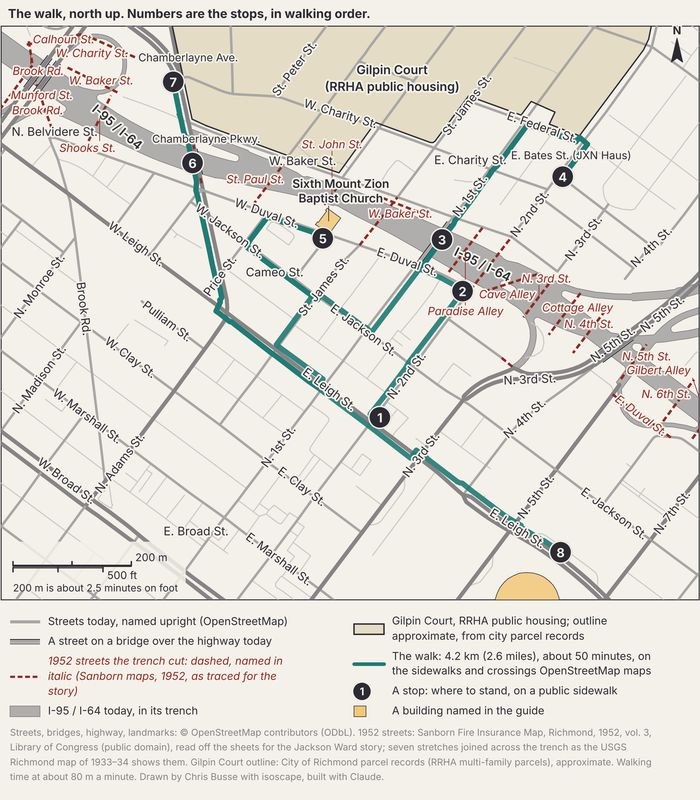 The walk, north up. Numbers are the stops, in walking order.
N
Calhoun St.
W. Charity St.
Chamberlayne Ave.
St. Peter St.
Gilpin Court
(RRHA public housing)
Brook Rd.
W. Baker St.
7
Munford St.
Brook Rd.
I-95 / I-64
W. Charity St.
St. James St.
E. Federal St.
N. Belvidere St.
Chamberlayne Pkwy.
Shooks St.
St. John St.
W. Baker St.
E. Charity St.
E. Bates St. (JXN Haus)
6
4
St. Paul St.
Sixth Mount Zion
Baptist Church
N. 1st St.
N. 2nd St.
W. Duval St.
W. Baker St.
W. Jackson St.
5
3
N. 3rd St.
N. 4th St.
W. Leigh St.
E. Duval St.
I-95 / I-64
Price St.
Cameo St.
St. James St.
N. 3rd St.
N. Monroe St.
Brook Rd.
2
Cave Alley
Cottage Alley
Paradise Alley
N. 4th St.
N. 5th St.
N. 5th St.
Pulliam St.
E. Jackson St.
W. Clay St.
N. 5th St.
Gilbert Alley
N. Madison St.
E. Leigh St.
N. 2nd St.
N. 3rd St.
N. 6th St.
W. Marshall St.
1
N. 4th St.
E. Duval St.
N. Adams St.
N. 1st St.
N. 3rd St.
W. Broad St.
E. Clay St.
N. 5th St.
E. Jackson St.
N. 7th St.
E. Leigh St.
E. Broad St.
E. Marshall St.
8
200 m
500 ft
200 m is about 2.5 minutes on foot
Streets today, named upright (OpenStreetMap)
A street on a bridge over the highway today
1952 streets the trench cut: dashed, named in
italic (Sanborn maps, 1952, as traced for the
story)
I-95 / I-64 today, in its trench
Gilpin Court, RRHA public housing; outline
approximate, from city parcel records
The walk: 4.2 km (2.6 miles), about 50 minutes, on
the sidewalks and crossings OpenStreetMap maps
1
A stop: where to stand, on a public sidewalk
A building named in the guide
Streets, bridges, highway, landmarks: © OpenStreetMap contributors (ODbL). 1952 streets: Sanborn Fire Insurance Map, Richmond, 1952, vol. 3,
Library of Congress (public domain), read off the sheets for the Jackson Ward story; seven stretches joined across the trench as the USGS
Richmond map of 1933–34 shows them. Gilpin Court outline: City of Richmond parcel records (RRHA multi-family parcels), approximate. Walking
time at about 80 m a minute. Drawn by Chris Busse with isoscape, built with Claude.